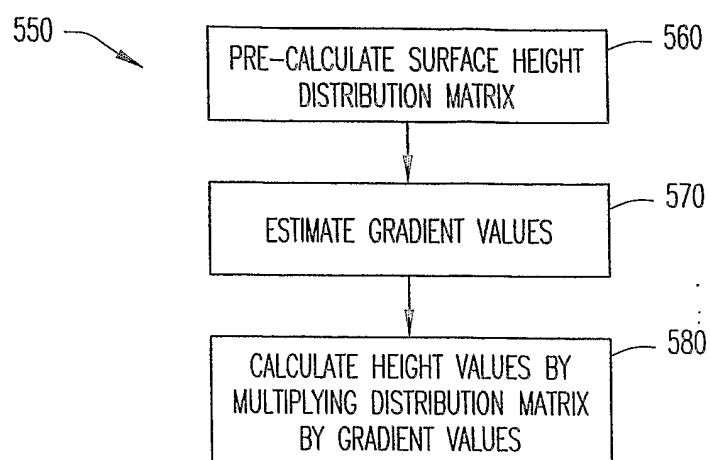 550
560
PRE-CALCULATE SURFACE HEIGHT
DISTRIBUTION MATRIX
570
ESTIMATE GRADIENT VALUES
580
CALCULATE HEIGHT VALUES BY
MULTIPLYING DISTRIBUTION MATRIX
BY GRADIENT VALUES